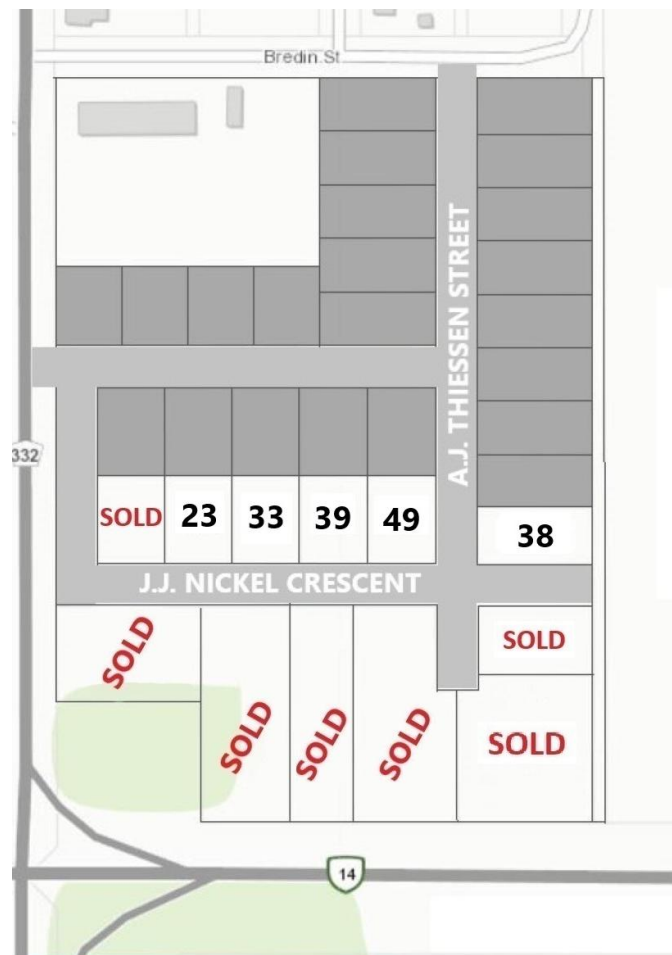 Bredin St
A.J. THIESSEN STREET
332
SOLD
23
33
39
49
38
J.J. NICKEL CRESCENT
SOLD
SOLD
SOLD
SOLD
SOLD
SOLD
14